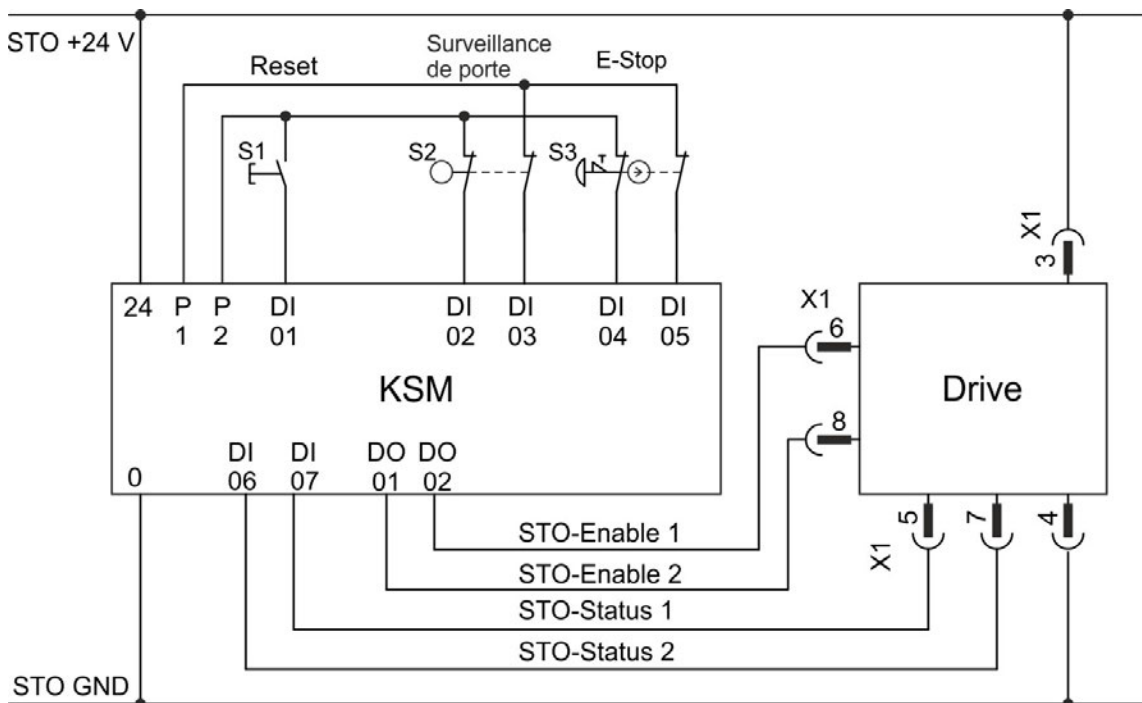 STO +24 V
Reset
Surveillance
de porte
E-Stop
S1
S2
S3
X1
3
24 P P DI DI DI DI DI
1 2 01 02 03 04 05
X1
6
KSM
Drive
8
DI DI DO DO
0 06 07 01 02
5 7 4
X1
STO-Enable 1
STO-Enable 2
STO-Status 1
STO-Status 2
STO GND